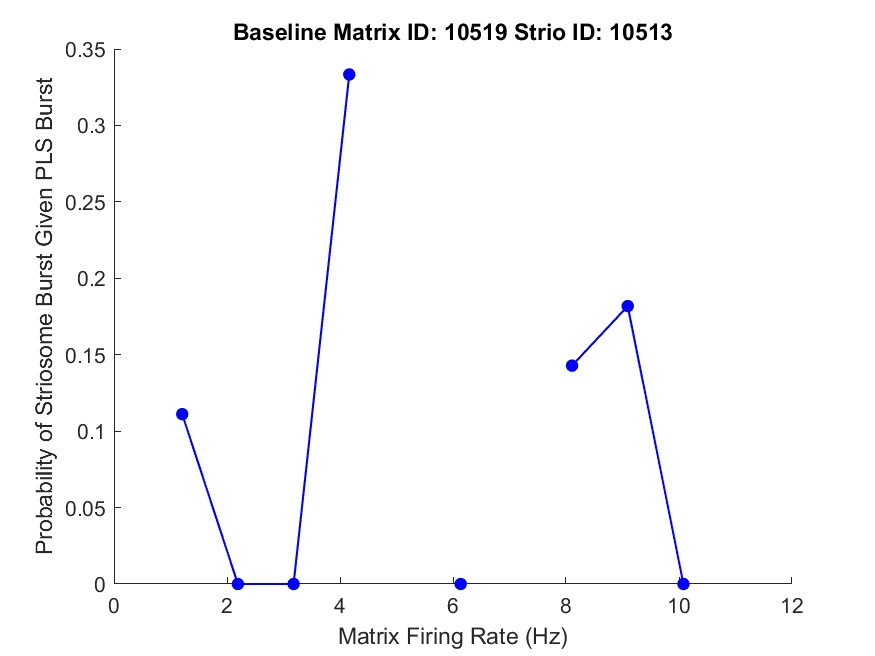 Baseline Matrix ID: 10519 Strio ID: 10513
Probability of Striosome Burst Given PLS Burst
0.35
0.3
0.25
0.2
0.15
0.1
0.05
0
0 2 4 6 8 10 12
Matrix Firing Rate (Hz)